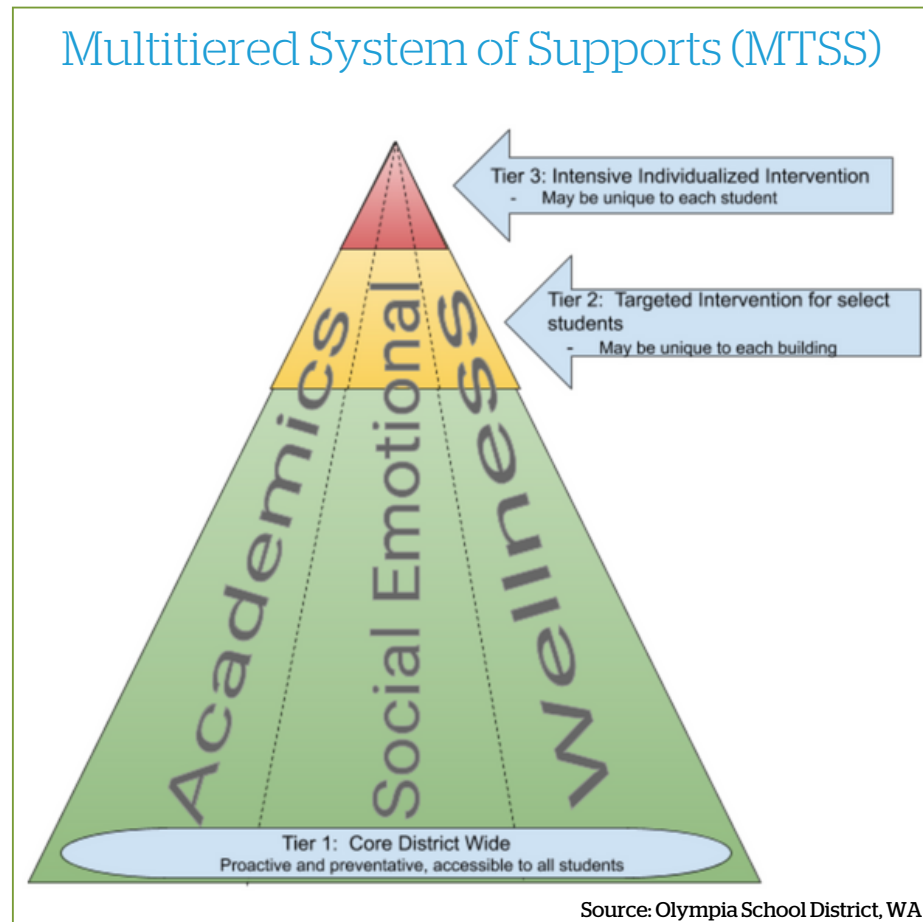 Multitiered System of Supports (MTSS)
Tier 3: Intensive Individualized Intervention
- May be unique to each student
Tier 2: Targeted Intervention for select
students
- May be unique to each building
Academics
Social Emotional
Wellness
Tier 1: Core District Wide
Proactive and preventative, accessible to all students
Source: Olympia School District, WA